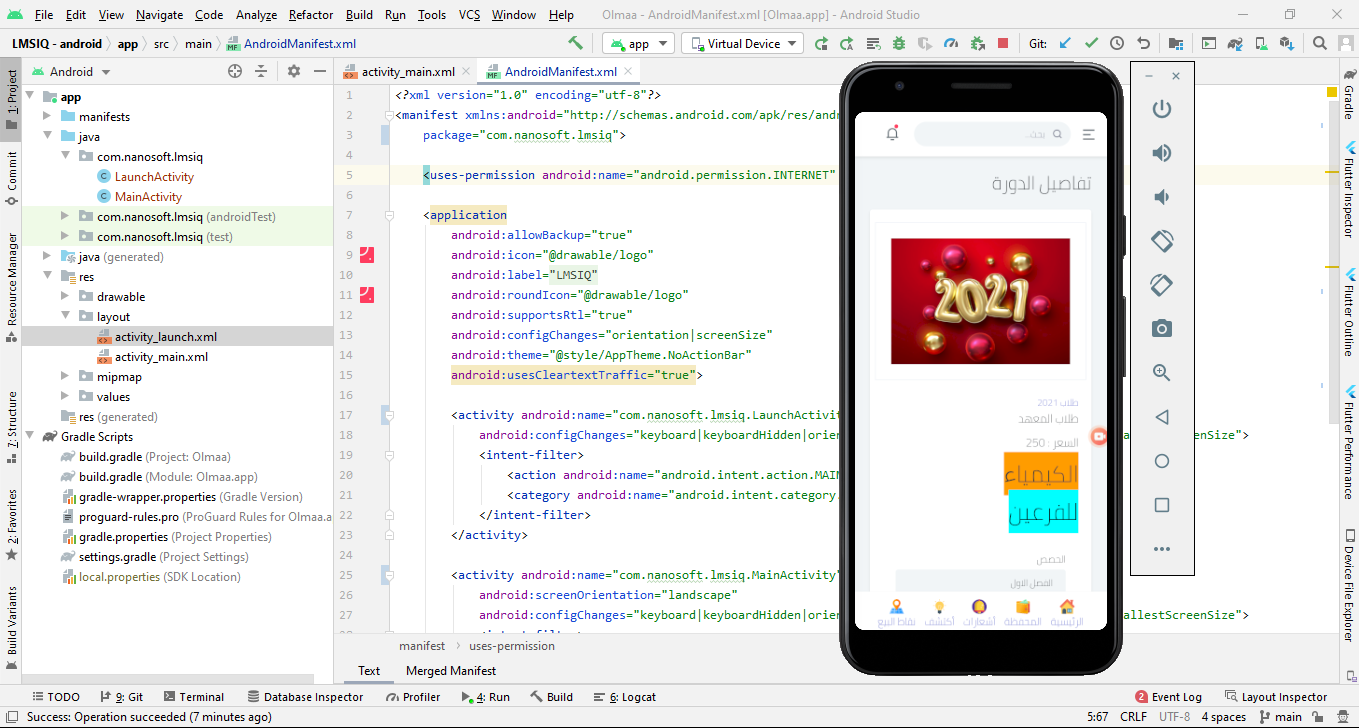 File Edit View Navigate Code Analyze Refactor Build Run Tools VCS Window Help Olmaa - AndroidManifest.xml [Olmaa.app] - Android Studio
LMSIQ - android app src main AndroidManifest.xml app Virtual Device Git:
Android activity_main.xml AndroidManifest.xml
1: Project
Commit
Resource Manager
7: Structure
2: Favorites
Build Variants
app
manifests
java
com.nanosoft.lmsiq
LaunchActivity
MainActivity
com.nanosoft.lmsiq (androidTest)
com.nanosoft.lmsiq (test)
java (generated)
res
drawable
layout
activity_launch.xml
activity_main.xml
mipmap
values
res (generated)
Gradle Scripts
build.gradle (Project: Olmaa)
build.gradle (Module: Olmaa.app)
gradle-wrapper.properties (Gradle Version)
proguard-rules.pro (ProGuard Rules for Olmaa.a
gradle.properties (Project Properties)
settings.gradle (Project Settings)
local.properties (SDK Location)
1 <?xml version="1.0" encoding="utf-8"?>
2 <manifest xmlns:android="http://schemas.android.com/apk/res/andr
3 package="com.nanosoft.lmsiq">
4
5 <uses-permission android:name="android.permission.INTERNET"
6
7 <application
8 android:allowBackup="true"
9 android:icon="@drawable/logo"
10 android:label="LMSIQ"
11 android:roundIcon="@drawable/logo"
12 android:supportsRtl="true"
13 android:configChanges="orientation|screenSize"
14 android:theme="@style/AppTheme.NoActionBar"
15 android:usesCleartextTraffic="true">
16
17 <activity android:name="com.nanosoft.lmsiq.LaunchActivit
18 android:configChanges="keyboard|keyboardHidden|orien allestScreenSize">
19 <intent-filter>
20 <action android:name="android.intent.action.MAIN
21 <category android:name="android.intent.category.
22 </intent-filter>
23 </activity>
24
25 <activity android:name="com.nanosoft.lmsiq.MainActivity"
26 android:screenOrientation="landscape"
27 android:configChanges="keyboard|keyboardHidden|orien allestScreenSize">
بحث...
تفاصيل الدورة
2021
طلاب 2021
طلاب المعهد
السعر : 250
الكيمياء
للفرعين
الحصص
الفصل الاول
الرئيسية المحفظة أشعارات أكتشف نقاط البيع
Gradle
Flutter Inspector
Flutter Outline
Flutter Performance
Device File Explorer
manifest uses-permission
Text Merged Manifest
TODO 9: Git Terminal Database Inspector Profiler 4: Run Build 6: Logcat 2 Event Log Layout Inspector
Success: Operation succeeded (7 minutes ago) 5:67 CRLF UTF-8 4 spaces main